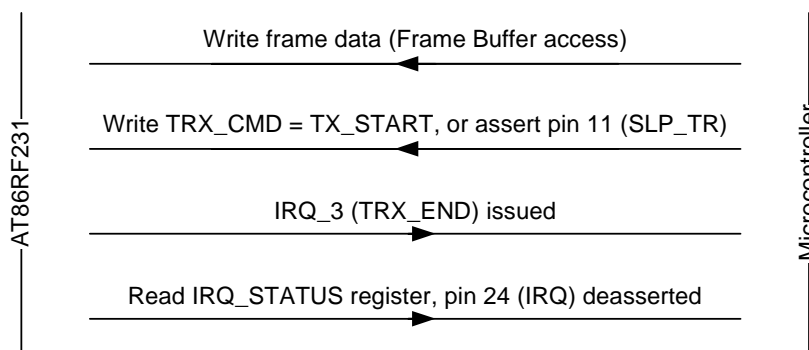 Write frame data (Frame Buffer access)
Write TRX_CMD = TX_START, or assert pin 11 (SLP_TR)
AT86RF231
Microcontroller
IRQ_3 (TRX_END) issued
Read IRQ_STATUS register, pin 24 (IRQ) deasserted